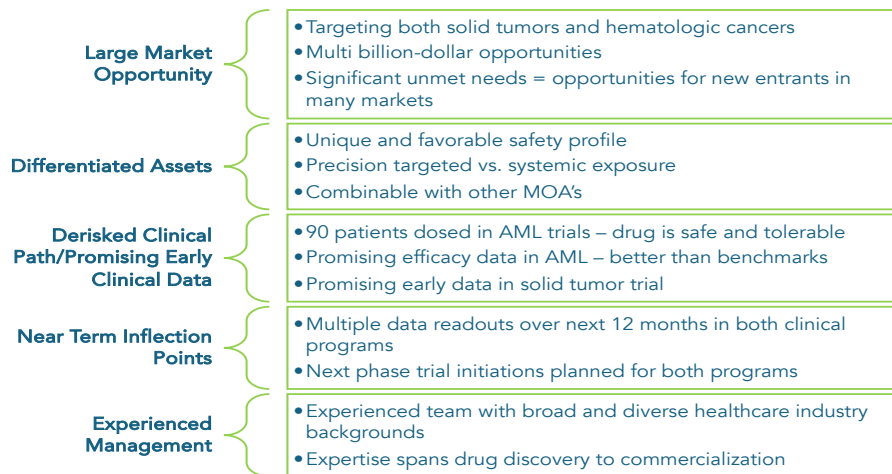 Large Market
Opportunity
• Targeting both solid tumors and hematologic cancers
• Multi billion-dollar opportunities
• Significant unmet needs = opportunities for new entrants in
many markets
Differentiated Assets
• Unique and favorable safety profile
• Precision targeted vs. systemic exposure
• Combinable with other MOA's
Derisked Clinical
Path/Promising Early
Clinical Data
• 90 patients dosed in AML trials – drug is safe and tolerable
• Promising efficacy data in AML – better than benchmarks
• Promising early data in solid tumor trial
Near Term Inflection
Points
• Multiple data readouts over next 12 months in both clinical
programs
• Next phase trial initiations planned for both programs
Experienced
Management
• Experienced team with broad and diverse healthcare industry
backgrounds
• Expertise spans drug discovery to commercialization